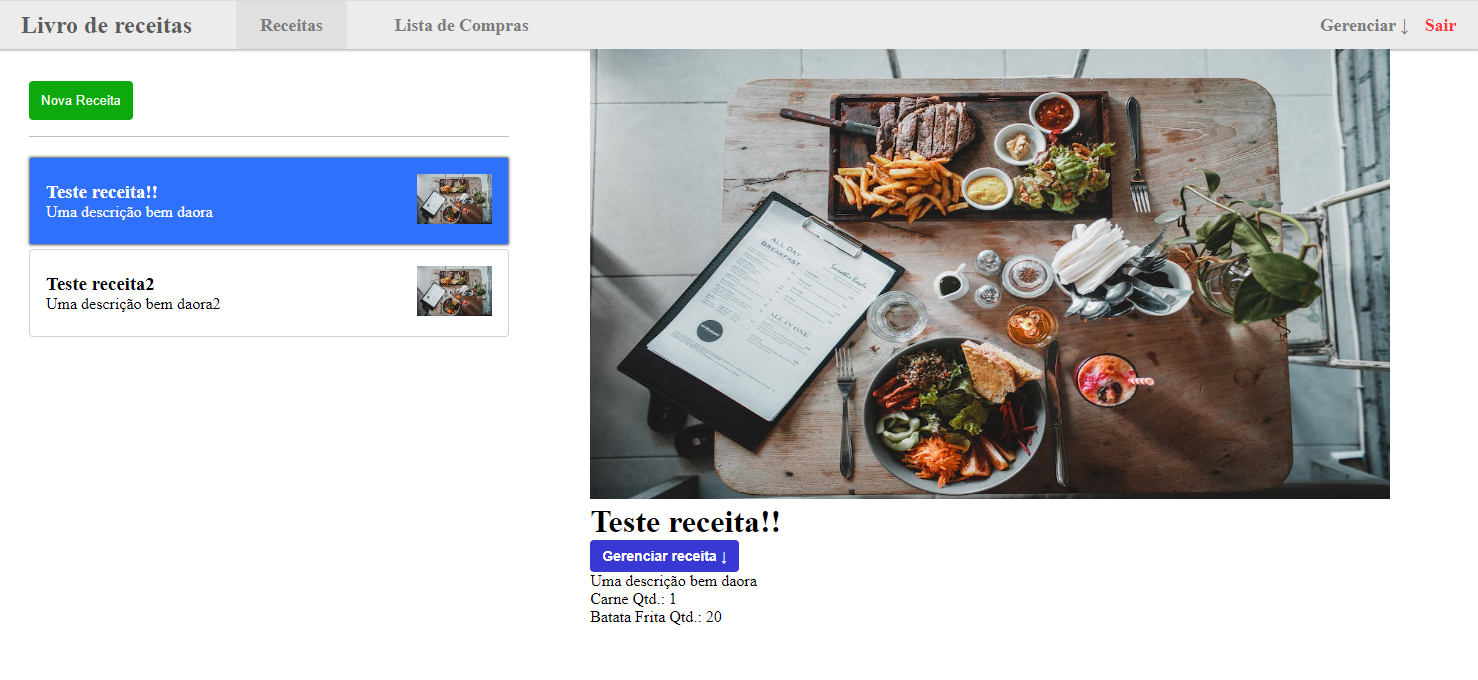 Livro de receitas Receitas Lista de Compras Gerenciar ↓ Sair
Nova Receita
Teste receita!!
Uma descrição bem daora
Teste receita2
Uma descrição bem daora2
ALL DAY
BREAKFAST
Smoothie Bowls
ALL IN ONE
Teste receita!!
Gerenciar receita ↓
Uma descrição bem daora
Carne Qtd.: 1
Batata Frita Qtd.: 20